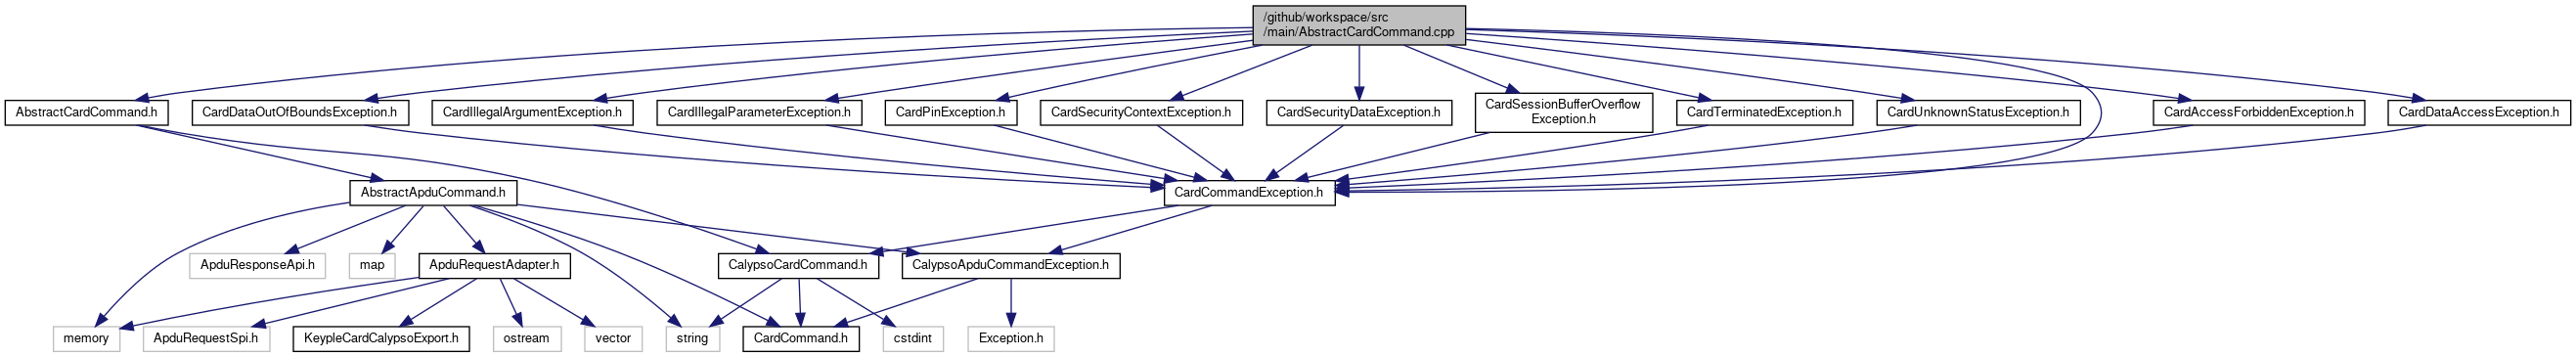 /github/workspace/src
/main/AbstractCardCommand.cpp
AbstractCardCommand.h
CardDataOutOfBoundsException.h
CardIllegalArgumentException.h
CardIllegalParameterException.h
CardPinException.h
CardSecurityContextException.h
CardSecurityDataException.h
CardSessionBufferOverflow
Exception.h
CardTerminatedException.h
CardUnknownStatusException.h
CardAccessForbiddenException.h
CardDataAccessException.h
AbstractApduCommand.h
CardCommandException.h
ApduResponseApi.h
map
ApduRequestAdapter.h
CalypsoCardCommand.h
CalypsoApduCommandException.h
memory
ApduRequestSpi.h
KeypleCardCalypsoExport.h
ostream
vector
string
CardCommand.h
cstdint
Exception.h